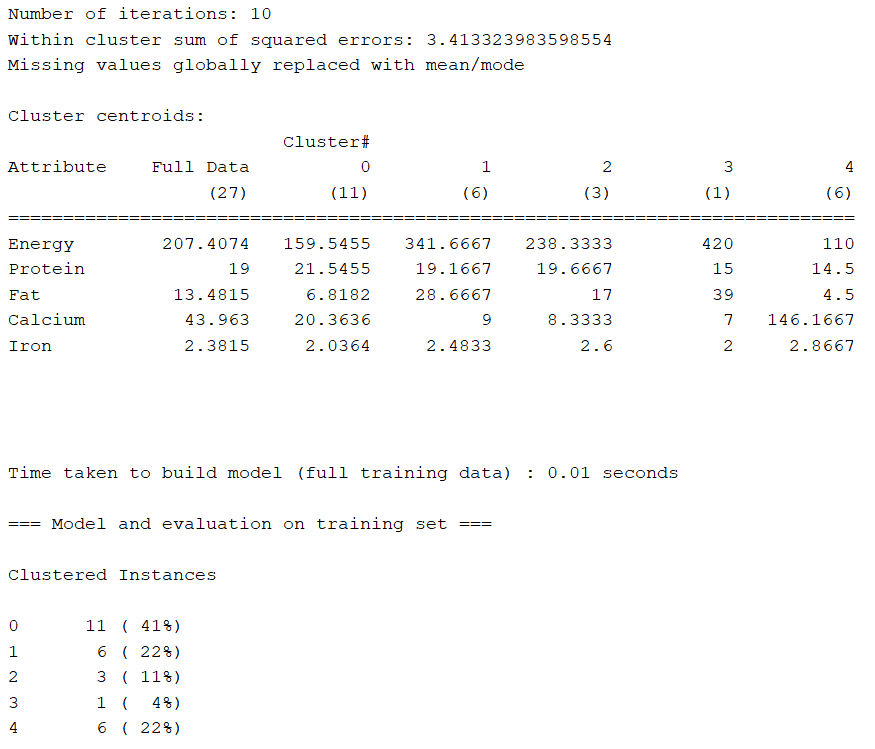 Number of iterations: 10
Within cluster sum of squared errors: 3.413323983598554
Missing values globally replaced with mean/mode
Cluster centroids:
Cluster#
Attribute Full Data 0 1 2 3 4
(27) (11) (6) (3) (1) (6)
==============================================================================
Energy 207.4074 159.5455 341.6667 238.3333 420 110
Protein 19 21.5455 19.1667 19.6667 15 14.5
Fat 13.4815 6.8182 28.6667 17 39 4.5
Calcium 43.963 20.3636 9 8.3333 7 146.1667
Iron 2.3815 2.0364 2.4833 2.6 2 2.8667
Time taken to build model (full training data) : 0.01 seconds
=== Model and evaluation on training set ===
Clustered Instances
0 11 ( 41%)
1 6 ( 22%)
2 3 ( 11%)
3 1 ( 4%)
4 6 ( 22%)